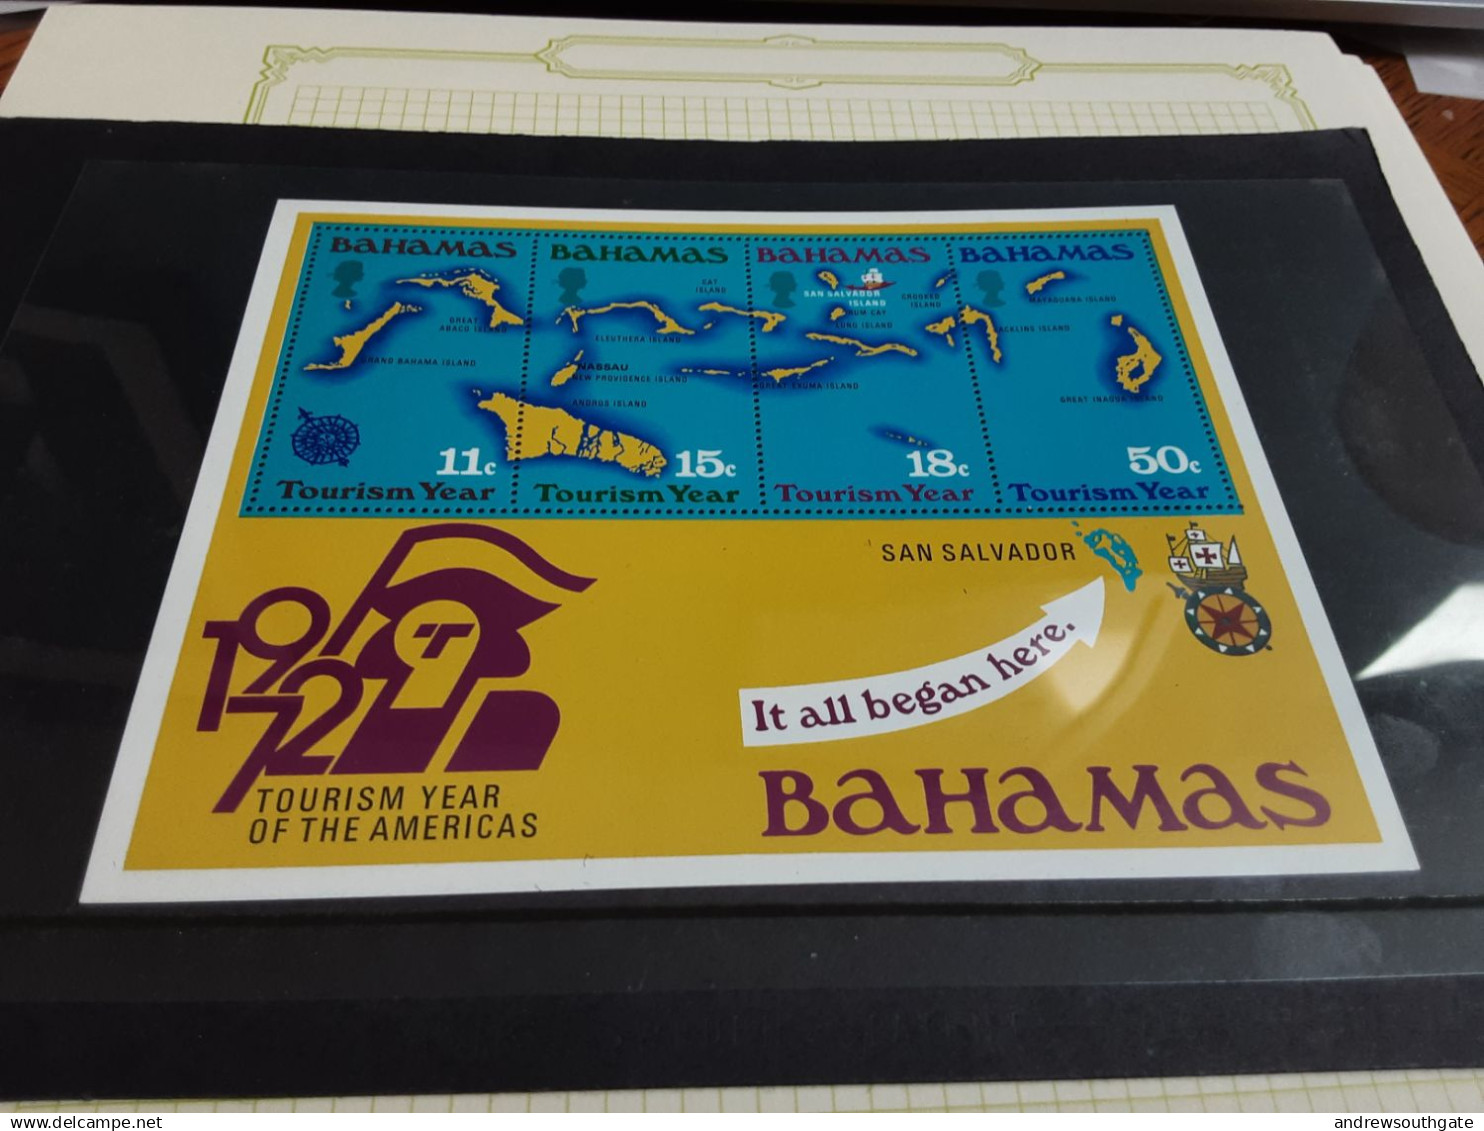 BAHAMAS
GREAT
ABACO ISLAND
GRAND BAHAMA ISLAND
11c
Tourism Year
BAHAMAS
CAT
ISLAND
ELEUTHERA ISLAND
NASSAU
NEW PROVIDENCE ISLAND
ANDROS ISLAND
15c
Tourism Year
BAHAMAS
SAN SALVADOR
ISLAND
CROOKED
ISLAND
RUM CAY
LONG ISLAND
GREAT EXUMA ISLAND
18c
Tourism Year
BAHAMAS
MAYAGUANA ISLAND
ACKLINS ISLAND
GREAT INAGUA ISLAND
50c
Tourism Year
1972
TOURISM YEAR
OF THE AMERICAS
SAN SALVADOR
It all began here.
BAHAMAS
andrewsouthgate